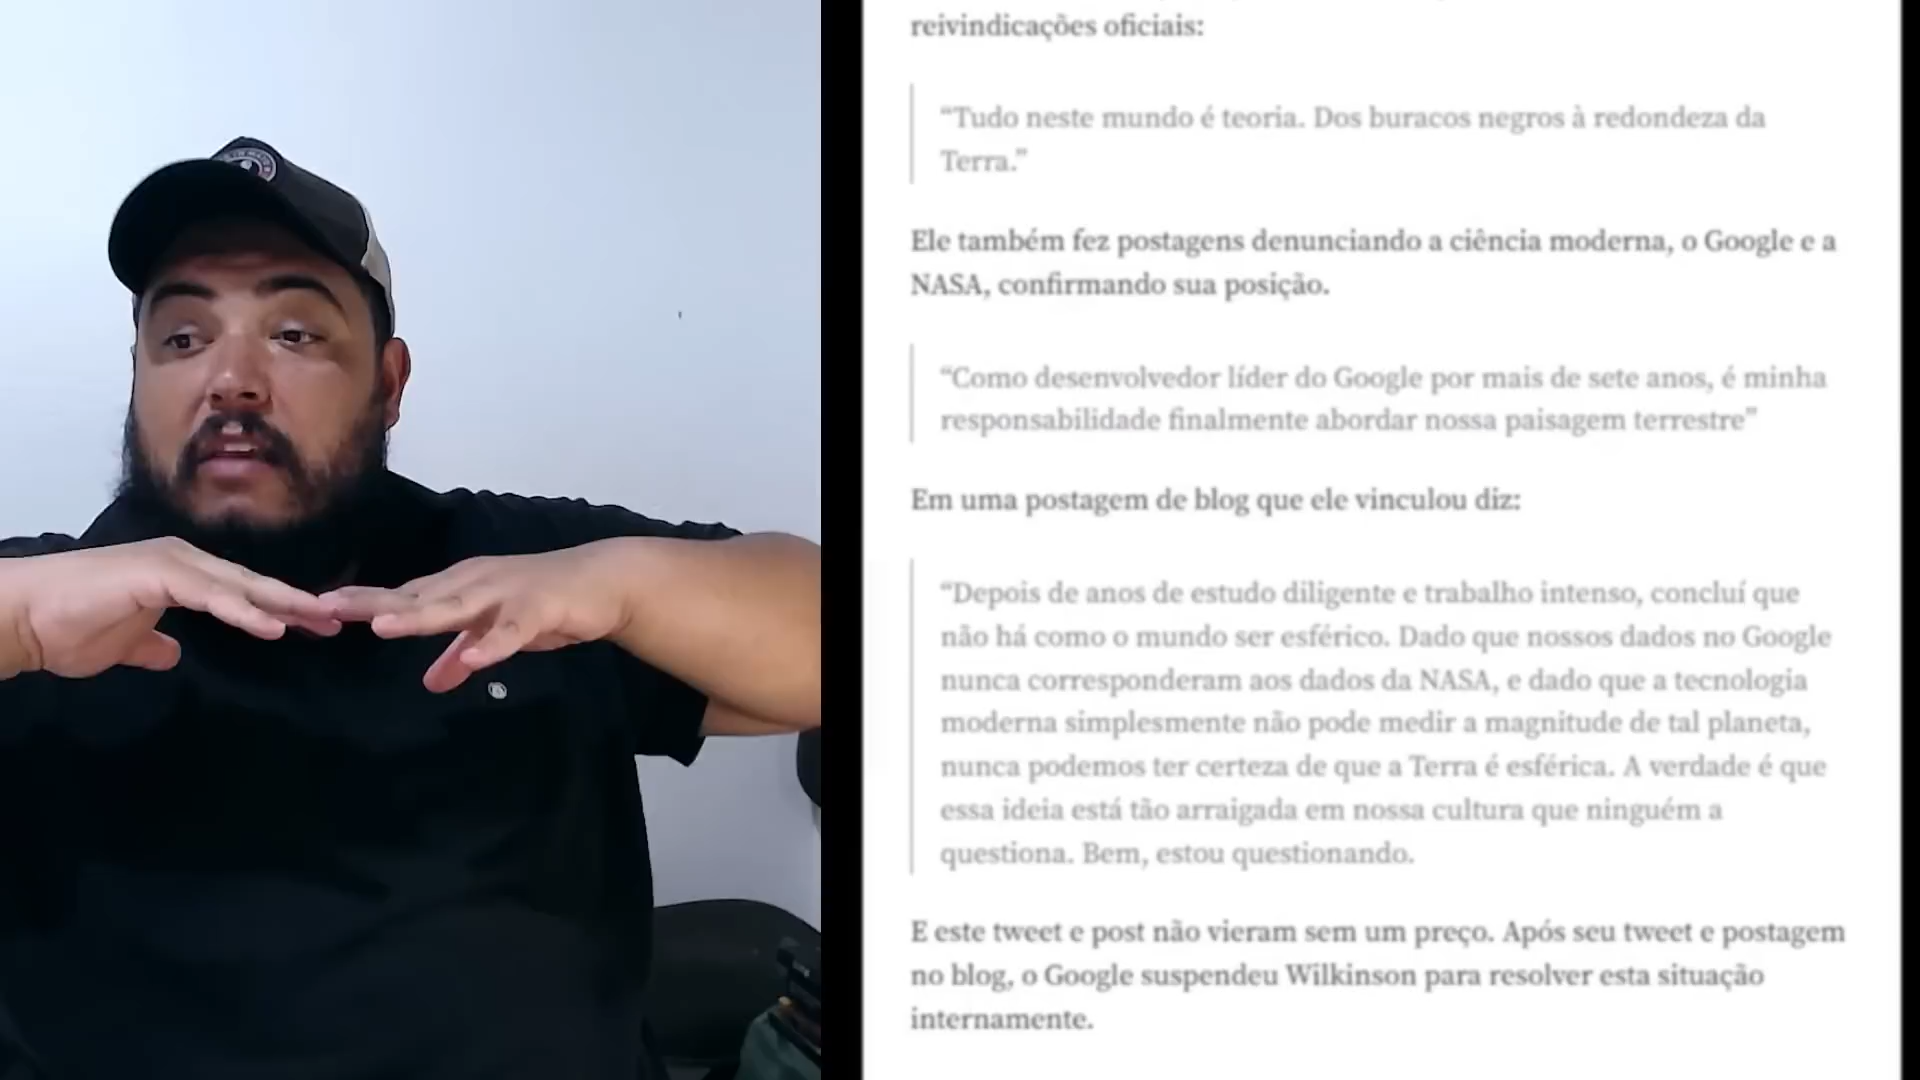 reivindicações oficiais:
“Tudo neste mundo é teoria. Dos buracos negros à redondeza da
Terra.”
Ele também fez postagens denunciando a ciência moderna, o Google e a
NASA, confirmando sua posição.
“Como desenvolvedor líder do Google por mais de sete anos, é minha
responsabilidade finalmente abordar nossa paisagem terrestre”
Em uma postagem de blog que ele vinculou diz:
“Depois de anos de estudo diligente e trabalho intenso, concluí que
não há como o mundo ser esférico. Dado que nossos dados no Google
nunca corresponderam aos dados da NASA, e dado que a tecnologia
moderna simplesmente não pode medir a magnitude de tal planeta,
nunca podemos ter certeza de que a Terra é esférica. A verdade é que
essa ideia está tão arraigada em nossa cultura que ninguém a
questiona. Bem, estou questionando.
E este tweet e post não vieram sem um preço. Após seu tweet e postagem
no blog, o Google suspendeu Wilkinson para resolver esta situação
internamente.